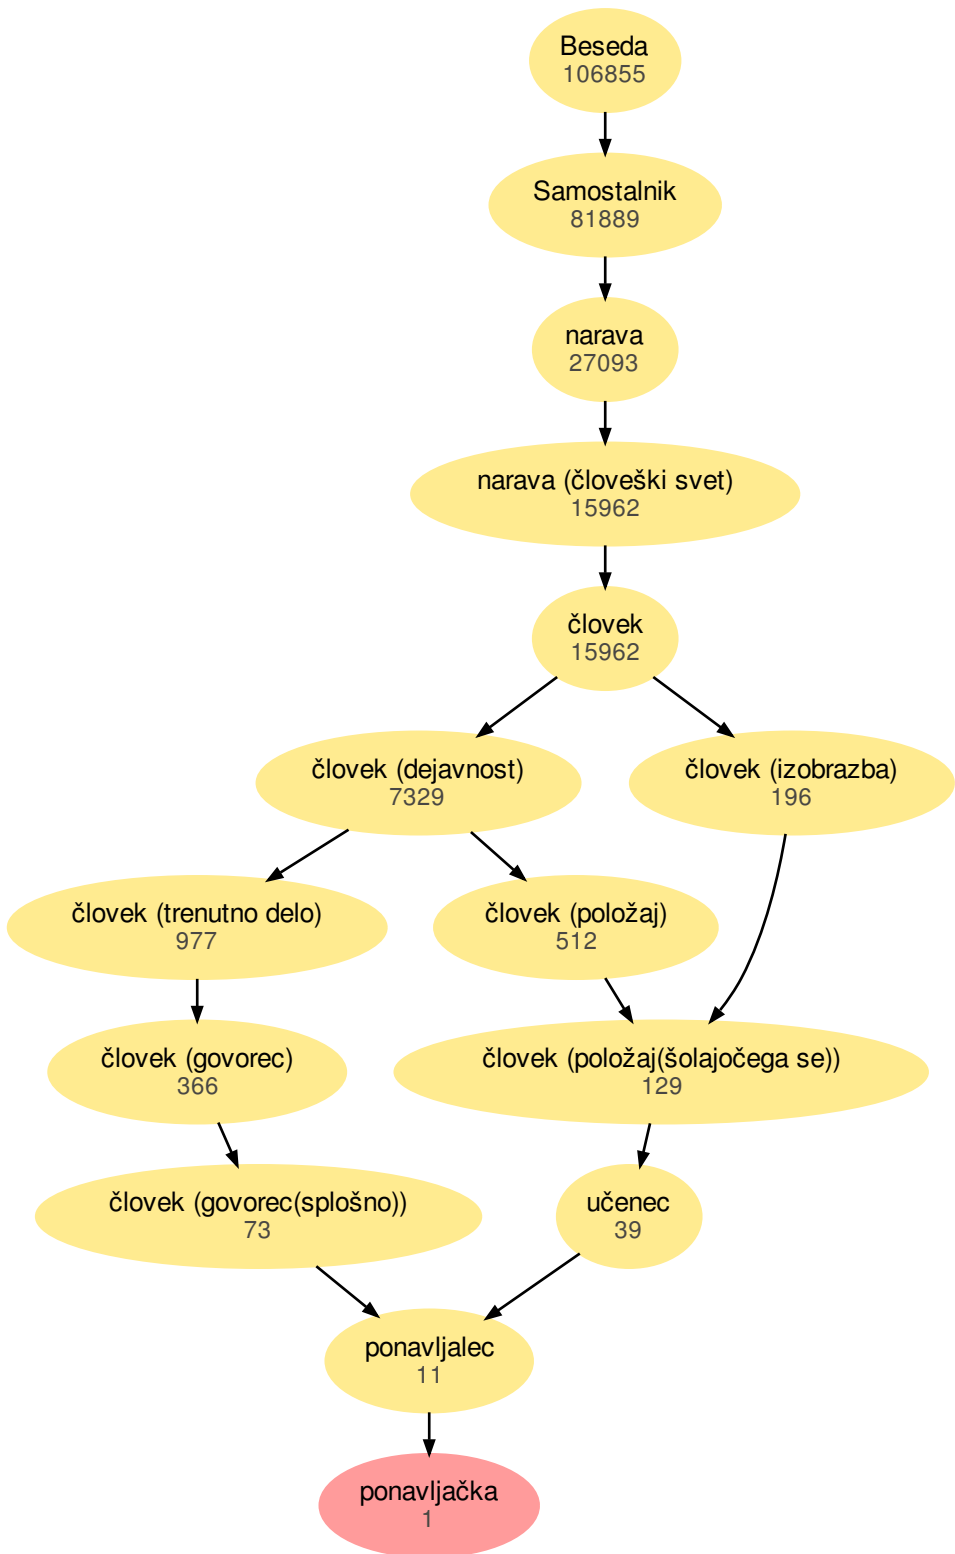 Beseda
106855
Samostalnik
81889
narava
27093
narava (človeški svet)
15962
človek
15962
človek (dejavnost)
7329
človek (izobrazba)
196
človek (trenutno delo)
977
človek (položaj)
512
človek (govorec)
366
človek (položaj(šolajočega se))
129
človek (govorec(splošno))
73
učenec
39
ponavljalec
11
ponavljačka
1